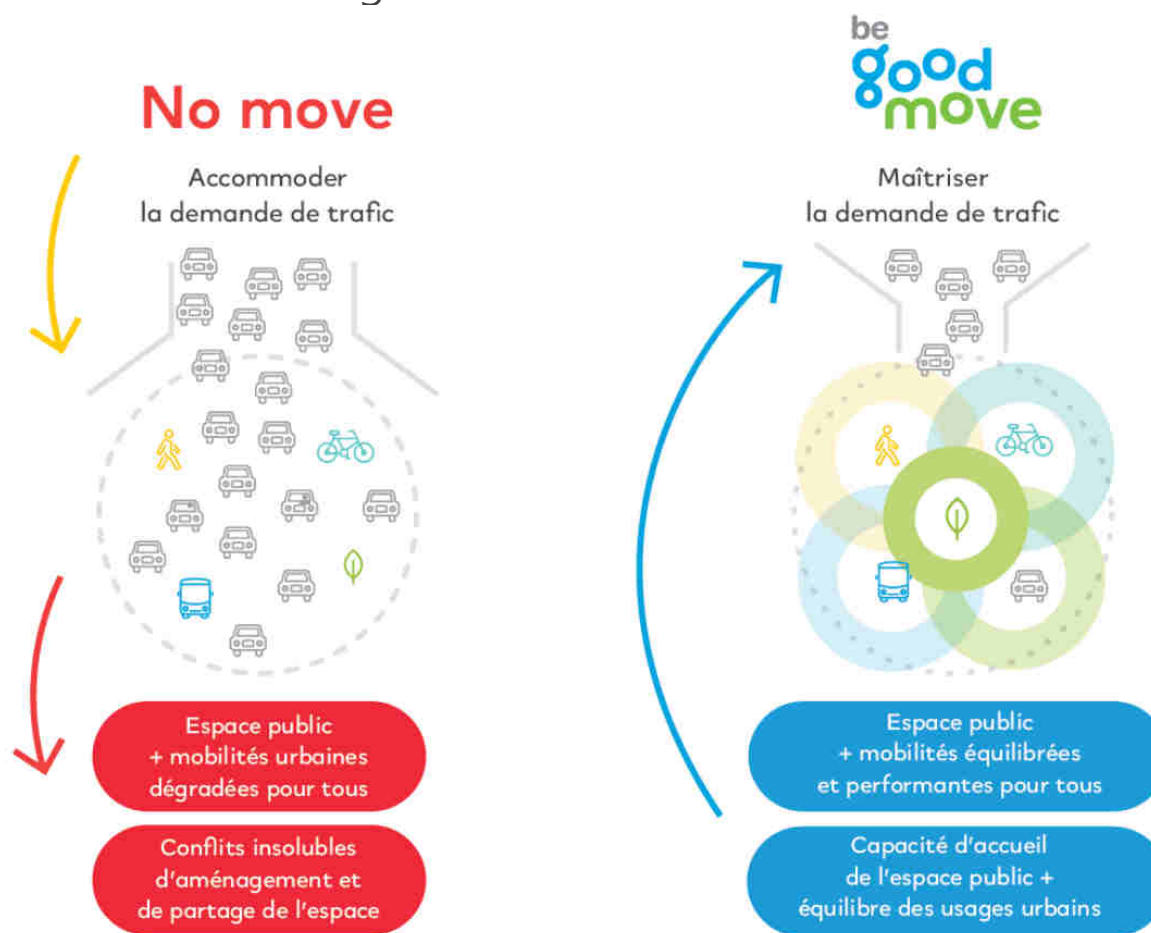 No move
Accommoder
la demande de trafic
Espace public
+ mobilités urbaines
dégradées pour tous
Conflits insolubles
d'aménagement et
de partage de l'espace
be
good
move
Maîtriser
la demande de trafic
Espace public
+ mobilités équilibrées
et performantes pour tous
Capacité d'accueil
de l'espace public +
équilibre des usages urbains